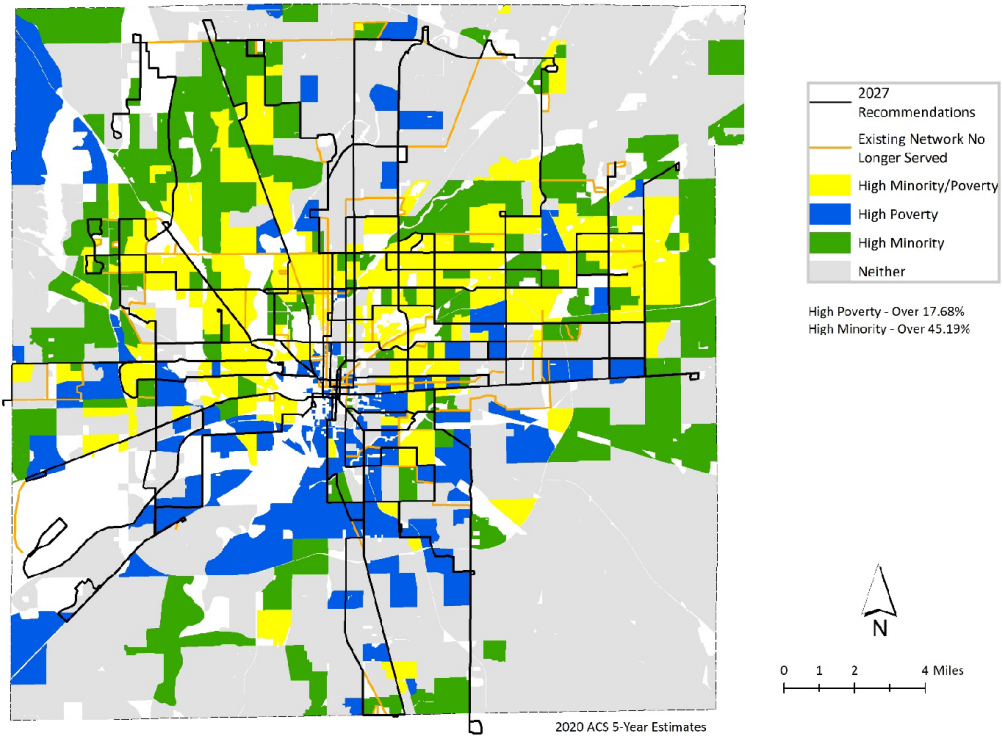 2027
Recommendations
Existing Network No
Longer Served
High Minority/Poverty
High Poverty
High Minority
Neither
High Poverty - Over 17.68%
High Minority - Over 45.19%
N
0 1 2 4 Miles
2020 ACS 5-Year Estimates